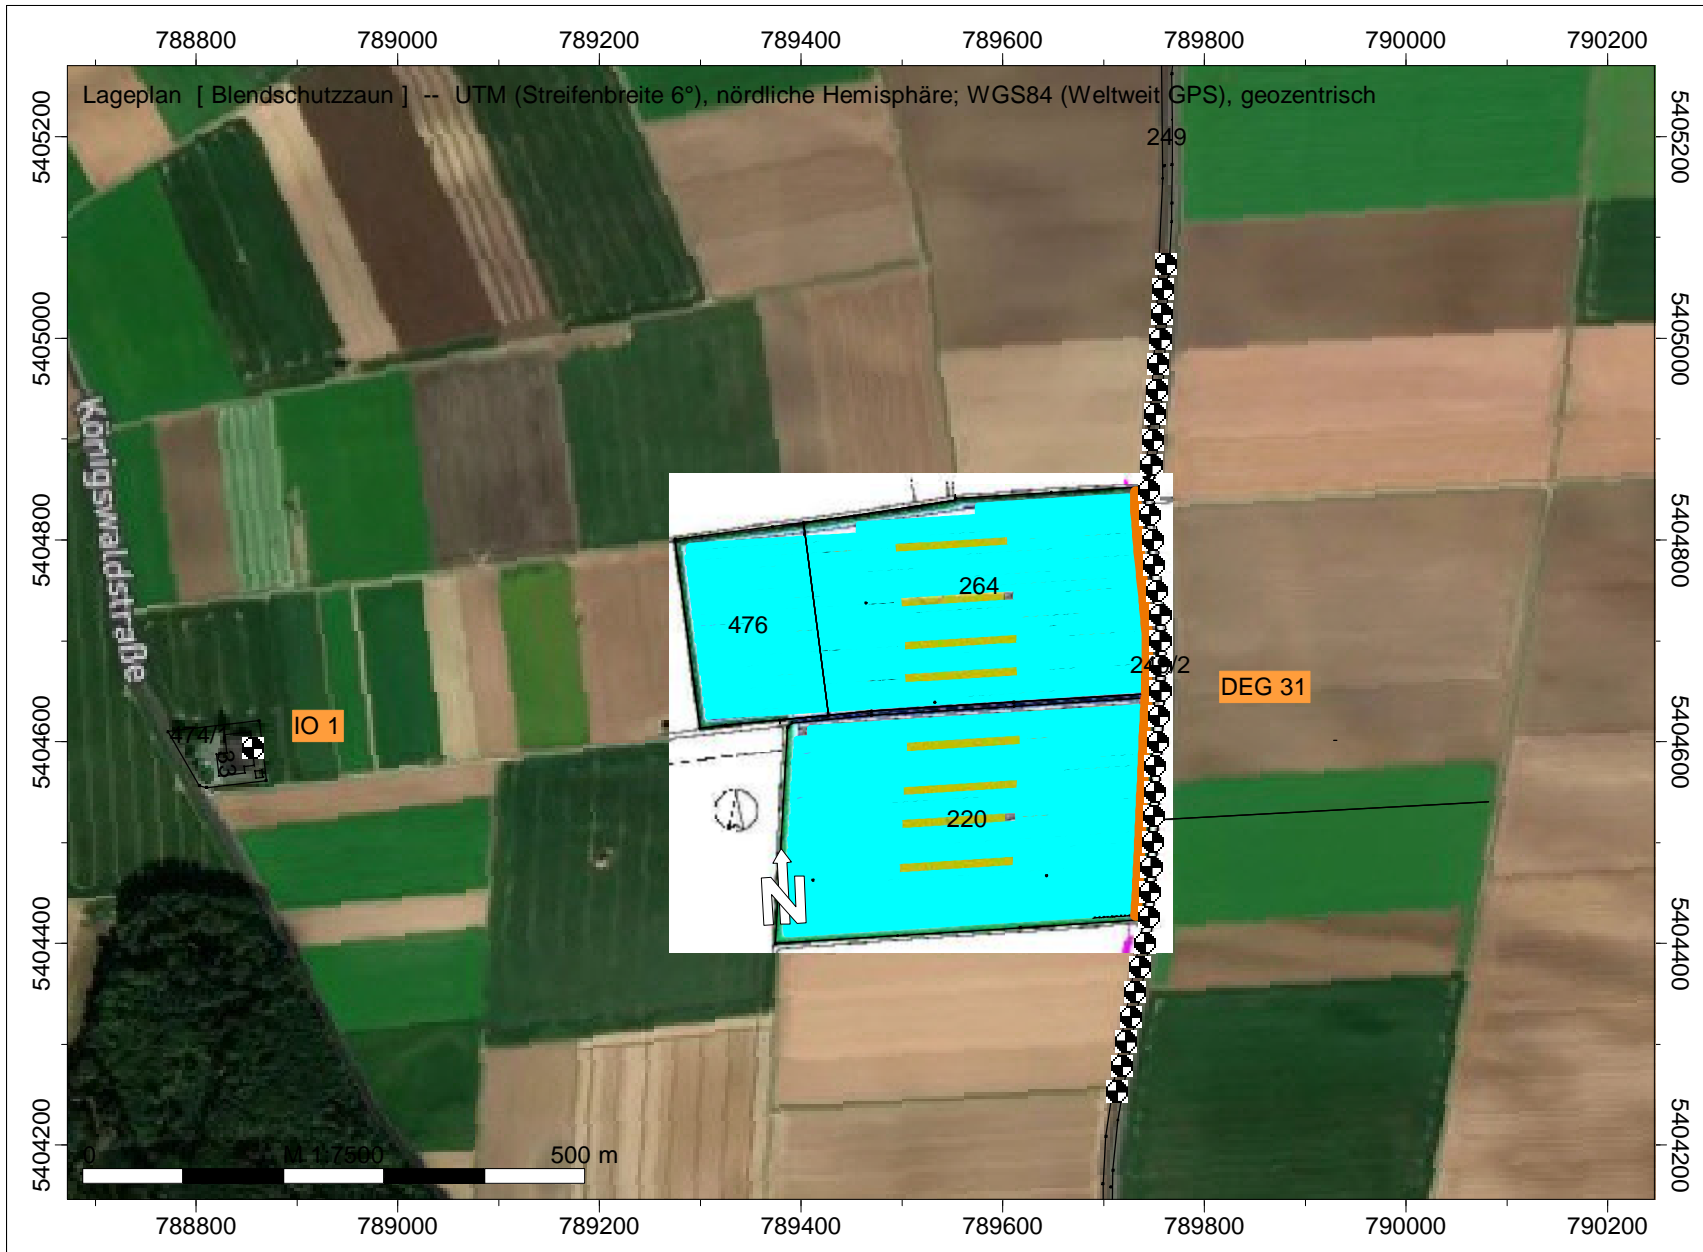 788800 789000 789200 789400 789600 789800 790000 790200
Lageplan [ Blendschutzzaun ] -- UTM (Streifenbreite 6°), nördliche Hemisphäre; WGS84 (Weltweit GPS), geozentrisch
249
5405200
5405200
5405000
5405000
Königswaldstraße
5404800
5404800
264
476
DEG 31
IO 1
5404600
5404600
220
N
5404400
5404400
5404200
5404200
0 M 1:7500 500 m
788800 789000 789200 789400 789600 789800 790000 790200